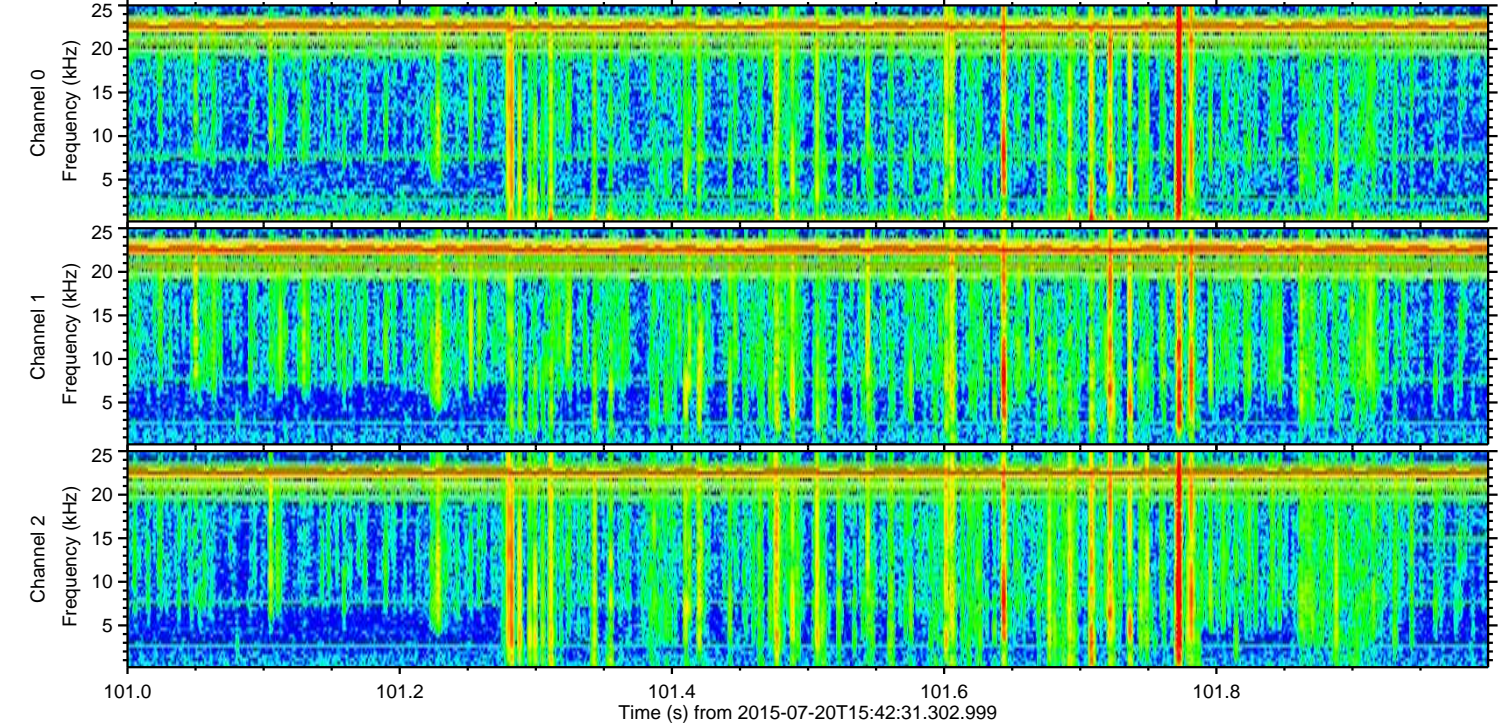 25
20
15
10
5
Channel 0
Frequency (kHz)
25
20
15
10
5
Channel 1
Frequency (kHz)
25
20
15
10
5
Channel 2
Frequency (kHz)
101.0 101.2 101.4 101.6 101.8
Time (s) from 2015-07-20T15:42:31.302.999